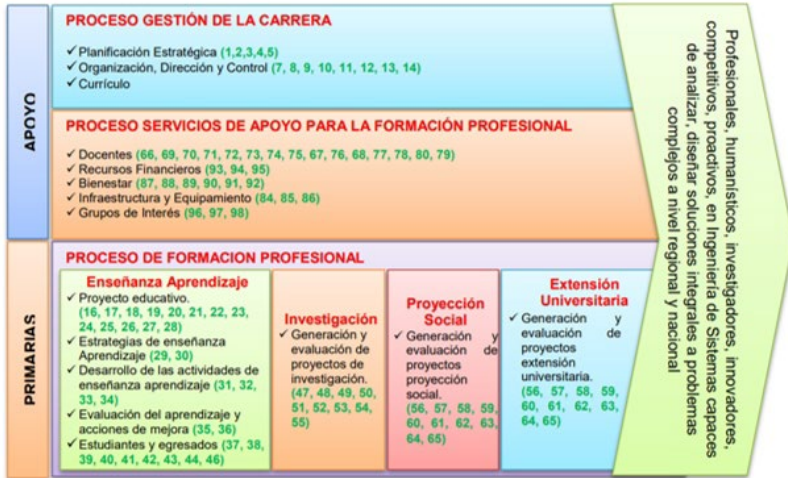 APOYO
PROCESO GESTIÓN DE LA CARRERA
✓ Planificación Estratégica (1,2,3,4,5)
✓ Organización, Dirección y Control (7, 8, 9, 10, 11, 12, 13, 14)
✓ Currículo
PROCESO SERVICIOS DE APOYO PARA LA FORMACIÓN PROFESIONAL
✓ Docentes (66, 69, 70, 71, 72, 73, 74, 75, 67, 76, 68, 77, 78, 80, 79)
✓ Recursos Financieros (93, 94, 95)
✓ Bienestar (87, 88, 89, 90, 91, 92)
✓ Infraestructura y Equipamiento (84, 85, 86)
✓ Grupos de Interés (96, 97, 98)
PRIMARIAS
PROCESO DE FORMACION PROFESIONAL
Enseñanza Aprendizaje
✓ Proyecto educativo.
(16, 17, 18, 19, 20, 21, 22, 23,
24, 25, 26, 27, 28)
✓ Estrategias de enseñanza
Aprendizaje (29, 30)
✓ Desarrollo de las actividades de
enseñanza aprendizaje (31, 32,
33, 34)
✓ Evaluación del aprendizaje y
acciones de mejora (35, 36)
✓ Estudiantes y egresados (37, 38,
39, 40, 41, 42, 43, 44, 46)
Investigación
✓ Generación y
evaluación de
proyectos de
investigación.
(47, 48, 49, 50,
51, 52, 53, 54,
55)
Proyección
Social
✓ Generación y
evaluación de
proyectos
proyección
social.
(56, 57, 58, 59,
60, 61, 62, 63,
64, 65)
Extensión
Universitaria
✓ Generación y
evaluación de
proyectos
extensión
universitaria.
(56, 57, 58, 59,
60, 61, 62, 63,
64, 65)
Profesionales, humanísticos, investigadores, innovadores,
competitivos, proactivos, en Ingeniería de Sistemas capaces
de analizar, diseñar soluciones integrales a problemas
complejos a nivel regional y nacional